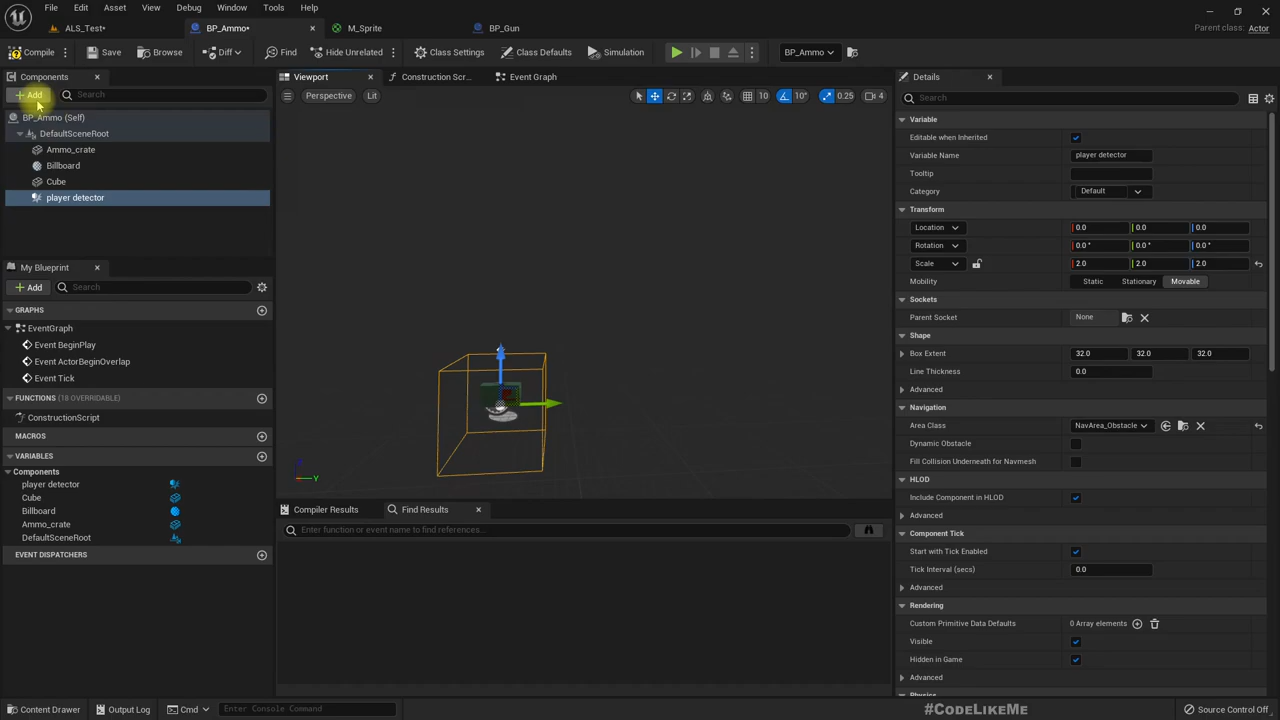 File Edit Asset View Debug Window Tools Help
ALS_Test* BP_Ammo* M_Sprite BP_Gun Parent class: Actor
Compile Save Browse Diff Find Hide Unrelated Class Settings Class Defaults Simulation BP_Ammo
Components Viewport Construction Scr... Event Graph Details
Add Search Perspective Lit 10 10° 0.25 4 Search
BP_Ammo (Self)
DefaultSceneRoot
Ammo_crate
Billboard
Cube
player detector
My Blueprint
Add Search
GRAPHS
EventGraph
Event BeginPlay
Event ActorBeginOverlap
Event Tick
FUNCTIONS (18 OVERRIDABLE)
ConstructionScript
MACROS
VARIABLES
Components
player detector
Cube
Billboard
Ammo_crate
DefaultSceneRoot
EVENT DISPATCHERS
Z
Y
Compiler Results Find Results
Enter function or event name to find references...
Variable
Editable when Inherited
Variable Name player detector
Tooltip
Category Default
Transform
Location 0.0 0.0 0.0
Rotation 0.0 ° 0.0 ° 0.0 °
Scale 2.0 2.0 2.0
Mobility Static Stationary Movable
Sockets
Parent Socket None
Shape
Box Extent 32.0 32.0 32.0
Line Thickness 0.0
Advanced
Navigation
Area Class NavArea_Obstacle
Dynamic Obstacle
Fill Collision Underneath for Navmesh
HLOD
Include Component in HLOD
Advanced
Component Tick
Start with Tick Enabled
Tick Interval (secs) 0.0
Advanced
Rendering
Custom Primitive Data Defaults 0 Array elements
Visible
Hidden in Game
Advanced
Physics
Content Drawer Output Log Cmd Enter Console Command #CODELIKEME Source Control Off